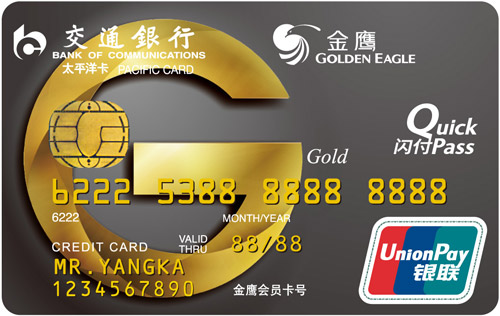 交通銀行
BANK OF COMMUNICATIONS
太平洋卡 PACIFIC CARD
金鹰
GOLDEN EAGLE
Quick
闪付Pass
Gold
6222 5388 8888 8888
6222
MONTH/YEAR
CREDIT CARD VALID THRU 88/88
MR.YANGKA
1234567890 金鹰会员卡号
UnionPay
银联